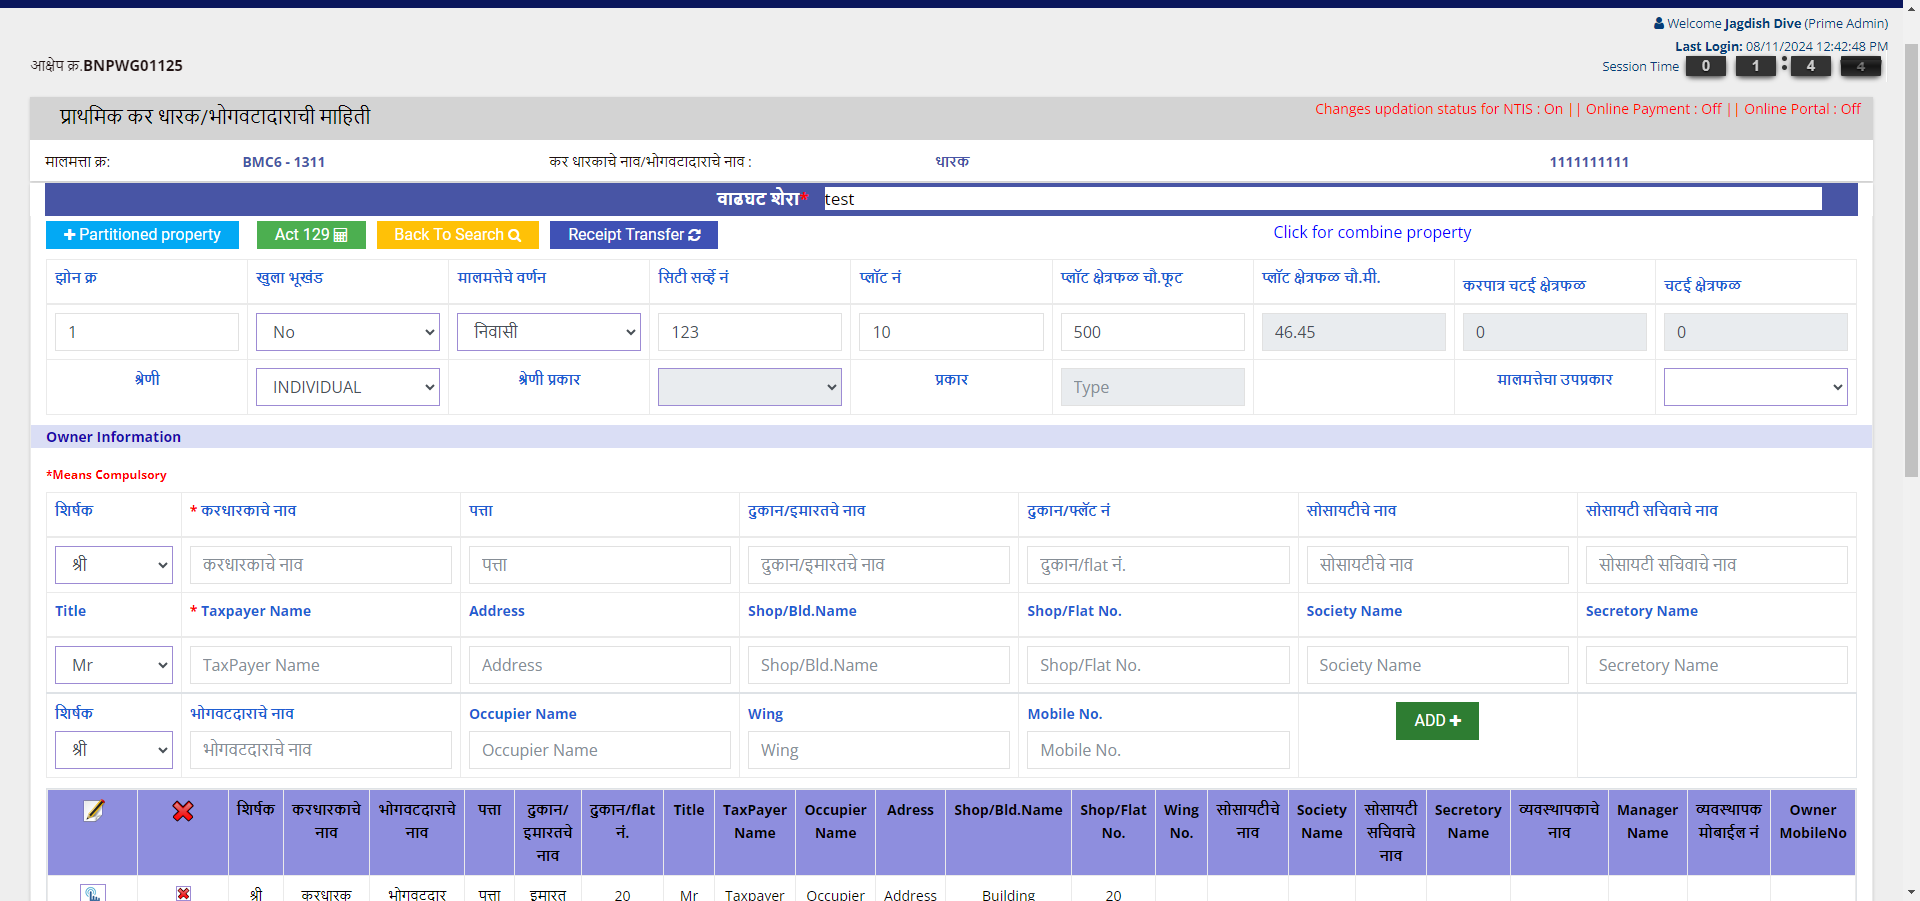 Welcome Jagdish Dive (Prime Admin)
Last Login: 08/11/2024 12:42:48 PM
आक्षेप क्र.BNPWG01125
Session Time 0 1 : 4 4
प्राथमिक कर धारक/भोगवटादाराची माहिती
Changes updation status for NTIS : On || Online Payment : Off || Online Portal : Off
मालमत्ता क्र: BMC6 - 1311 कर धारकाचे नाव/भोगवटादाराचे नाव : धारक 1111111111
वाढघट शेरा* test
Partitioned property Act 129 Back To Search Receipt Transfer Click for combine property
झोन क्र खुला भूखंड मालमत्तेचे वर्णन सिटी सर्व्हे नं प्लॉट नं प्लॉट क्षेत्रफळ चौ.फूट प्लॉट क्षेत्रफळ चौ.मी. करपात्र चटई क्षेत्रफळ चटई क्षेत्रफळ
1 No निवासी 123 10 500 46.45 0 0
श्रेणी INDIVIDUAL श्रेणी प्रकार प्रकार Type मालमत्तेचा उपप्रकार
Owner Information
*Means Compulsory
शिर्षक * करधारकाचे नाव पत्ता दुकान/इमारतचे नाव दुकान/फ्लॅट नं सोसायटीचे नाव सोसायटी सचिवाचे नाव
श्री करधारकाचे नाव पत्ता दुकान/इमारतचे नाव दुकान/flat नं. सोसायटीचे नाव सोसायटी सचिवाचे नाव
Title * Taxpayer Name Address Shop/Bld.Name Shop/Flat No. Society Name Secretory Name
Mr TaxPayer Name Address Shop/Bld.Name Shop/Flat No. Society Name Secretory Name
शिर्षक भोगवटदाराचे नाव Occupier Name Wing Mobile No. ADD
श्री भोगवटदाराचे नाव Occupier Name Wing Mobile No.
शिर्षक करधारकाचे भोगवटदाराचे पत्ता दुकान/ दुकान/flat Title TaxPayer Occupier Adress Shop/Bld.Name Shop/Flat Wing सोसायटीचे Society सोसायटी Secretory व्यवस्थापकाचे Manager व्यवस्थापक Owner
नाव नाव इमारतचे नं. Name Name No. No. नाव Name सचिवाचे Name नाव Name मोबाईल नं MobileNo
नाव नाव
श्री करधारक भोगवटदार पत्ता इमारत 20 Mr Taxpayer Occupier Address Building 20